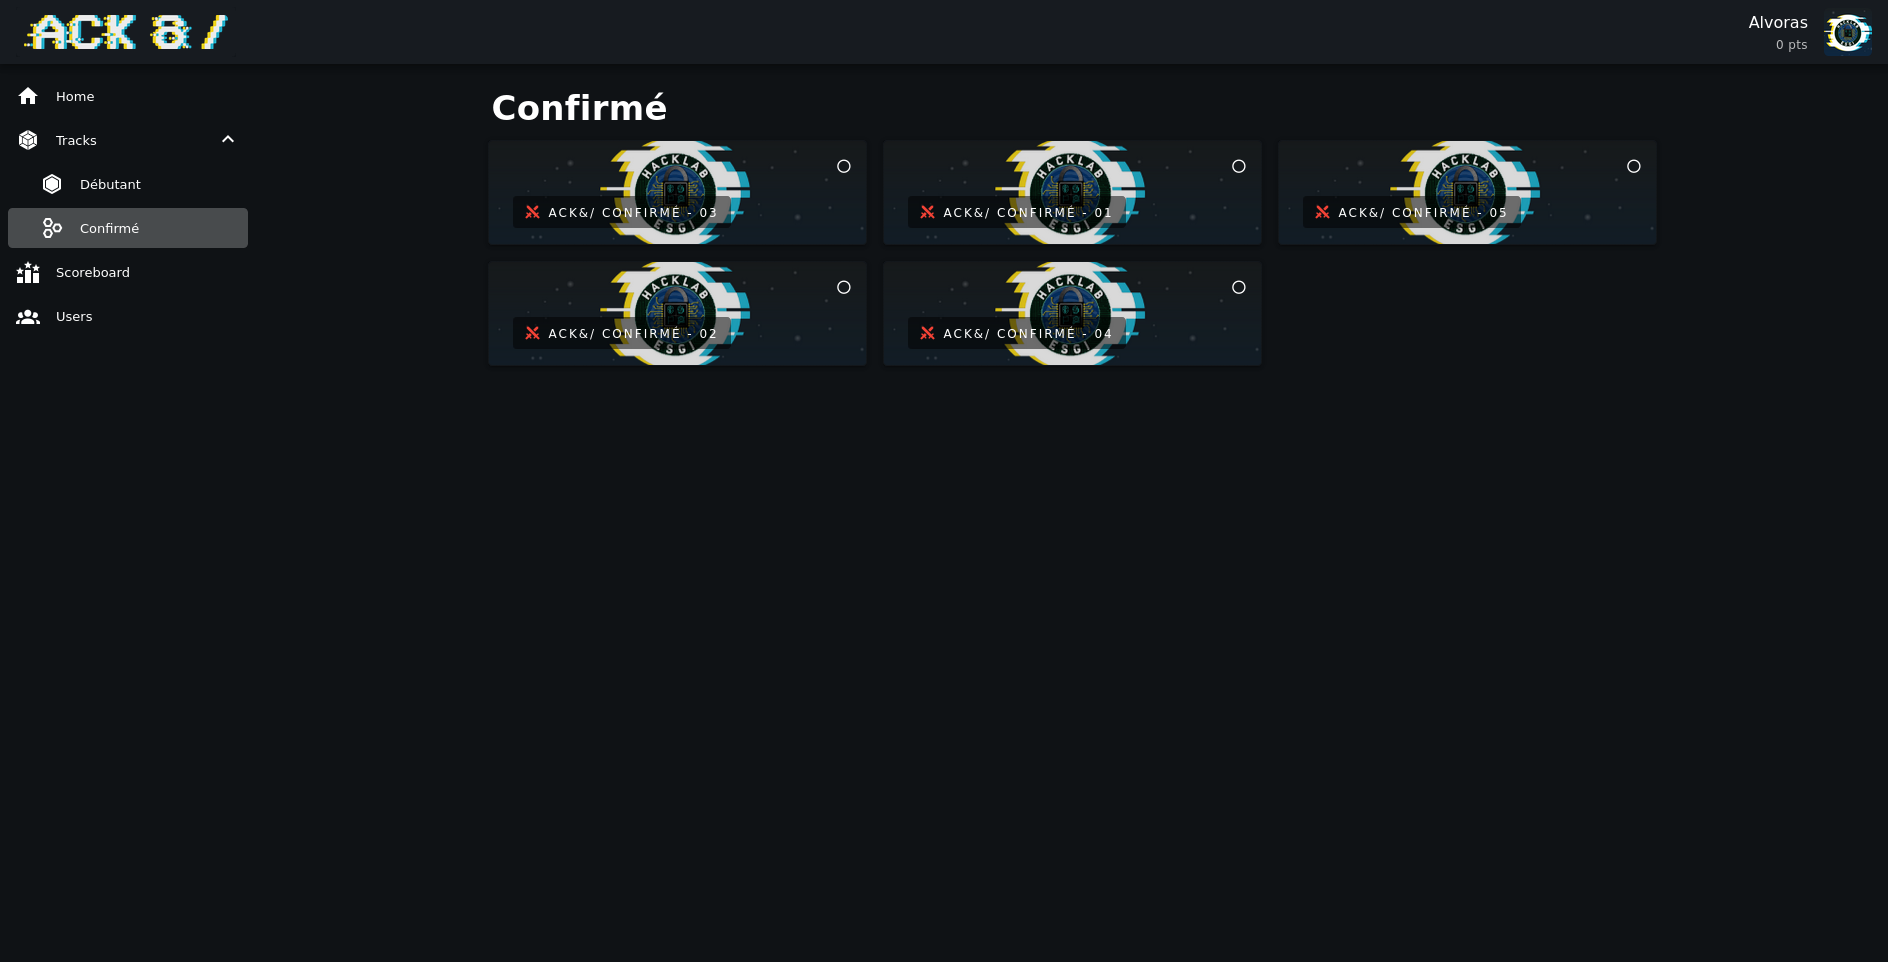 ACK & /
Alvoras
0 pts
Home
Tracks
Débutant
Confirmé
Scoreboard
Users
Confirmé
HACKLAB
ACK&/ CONFIRMÉ - 03
ESGI
HACKLAB
ACK&/ CONFIRMÉ - 01
ESGI
HACKLAB
ACK&/ CONFIRMÉ - 05
ESGI
HACKLAB
ACK&/ CONFIRMÉ - 02
ESGI
HACKLAB
ACK&/ CONFIRMÉ - 04
ESGI